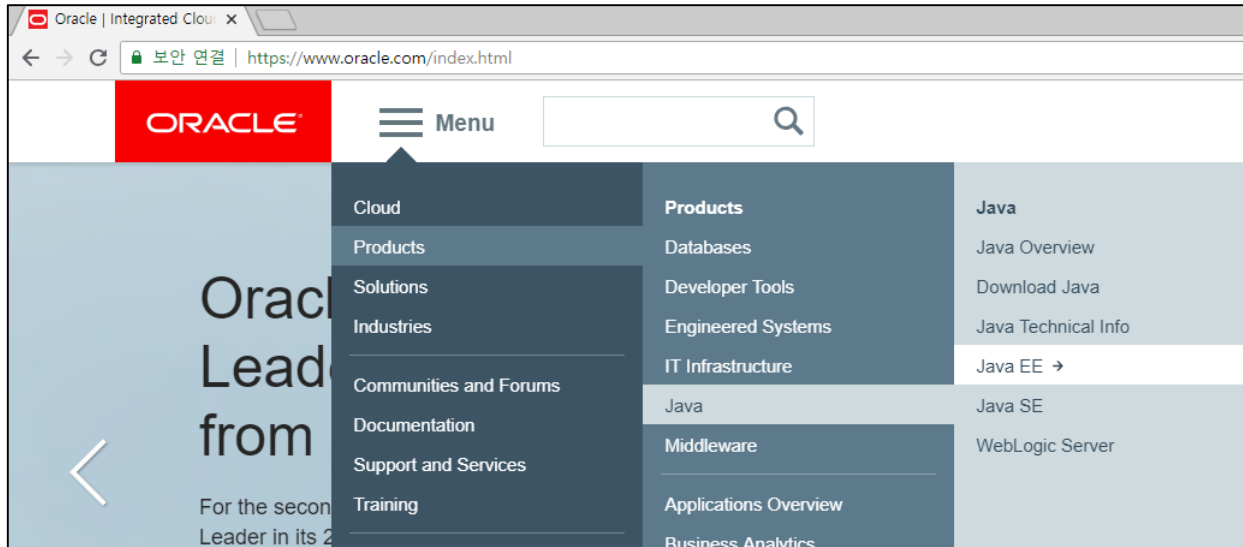 Oracle | Integrated Clou
보안 연결 | https://www.oracle.com/index.html
ORACLE
Menu
Cloud
Products
Solutions
Industries
Communities and Forums
Documentation
Support and Services
Training
Products
Databases
Developer Tools
Engineered Systems
IT Infrastructure
Java
Middleware
Applications Overview
Business Analytics
Java
Java Overview
Download Java
Java Technical Info
Java EE →
Java SE
WebLogic Server
Oracl
Lead
from
For the secon
Leader in its 2